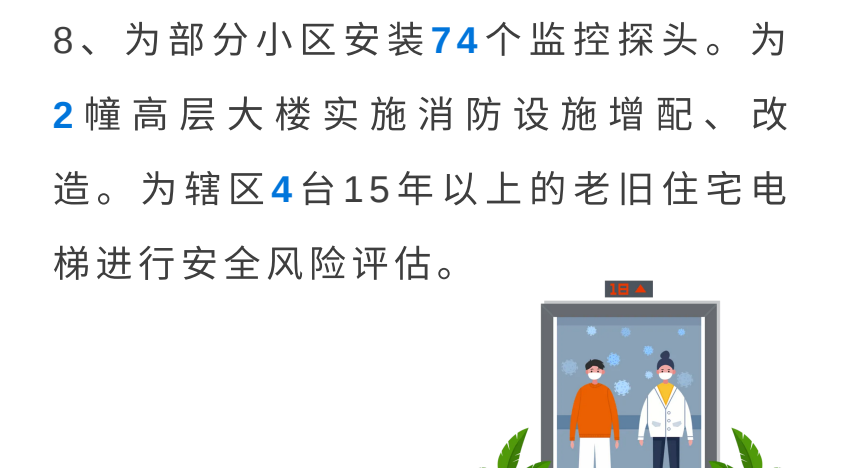 8、为部分小区安装74个监控探头。为
2幢高层大楼实施消防设施增配、改
造。为辖区4台15年以上的老旧住宅电
梯进行安全风险评估。
18